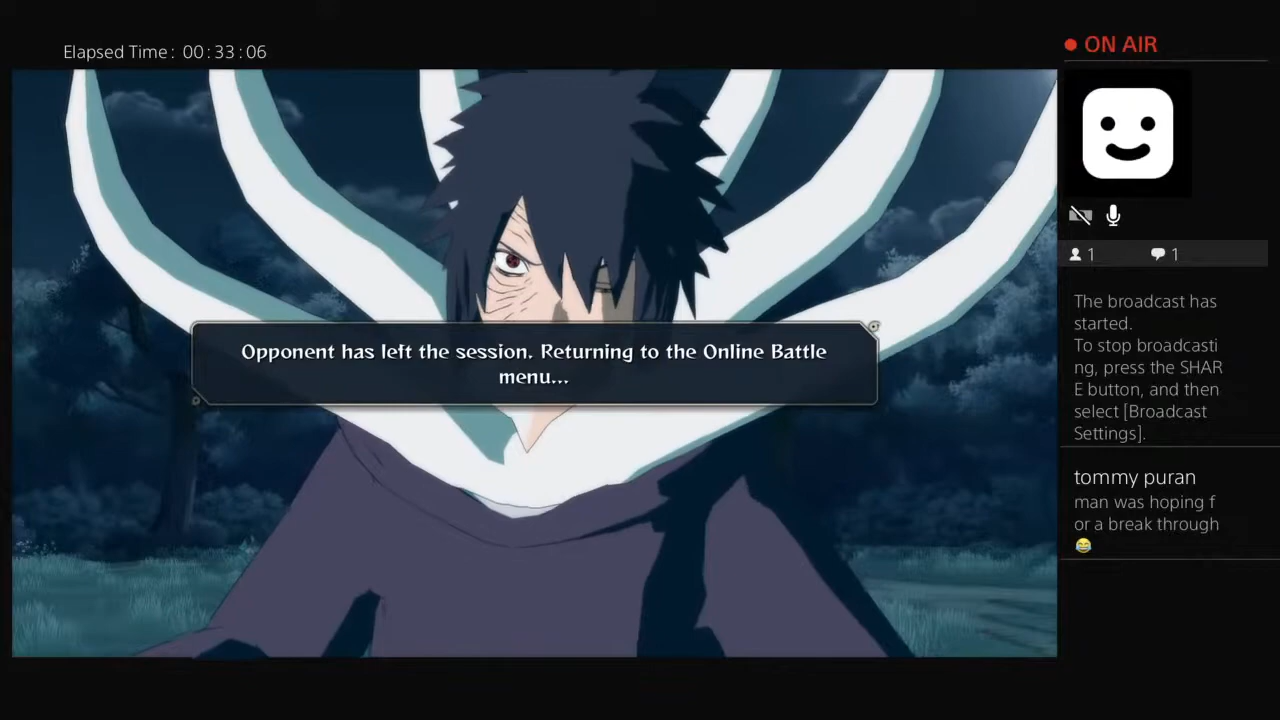 Elapsed Time: 00:33:06
ON AIR
Opponent has left the session. Returning to the Online Battle
menu...
1 1
The broadcast has
started.
To stop broadcasti
ng, press the SHAR
E button, and then
select [Broadcast
Settings].
tommy puran
man was hoping f
or a break through
😂